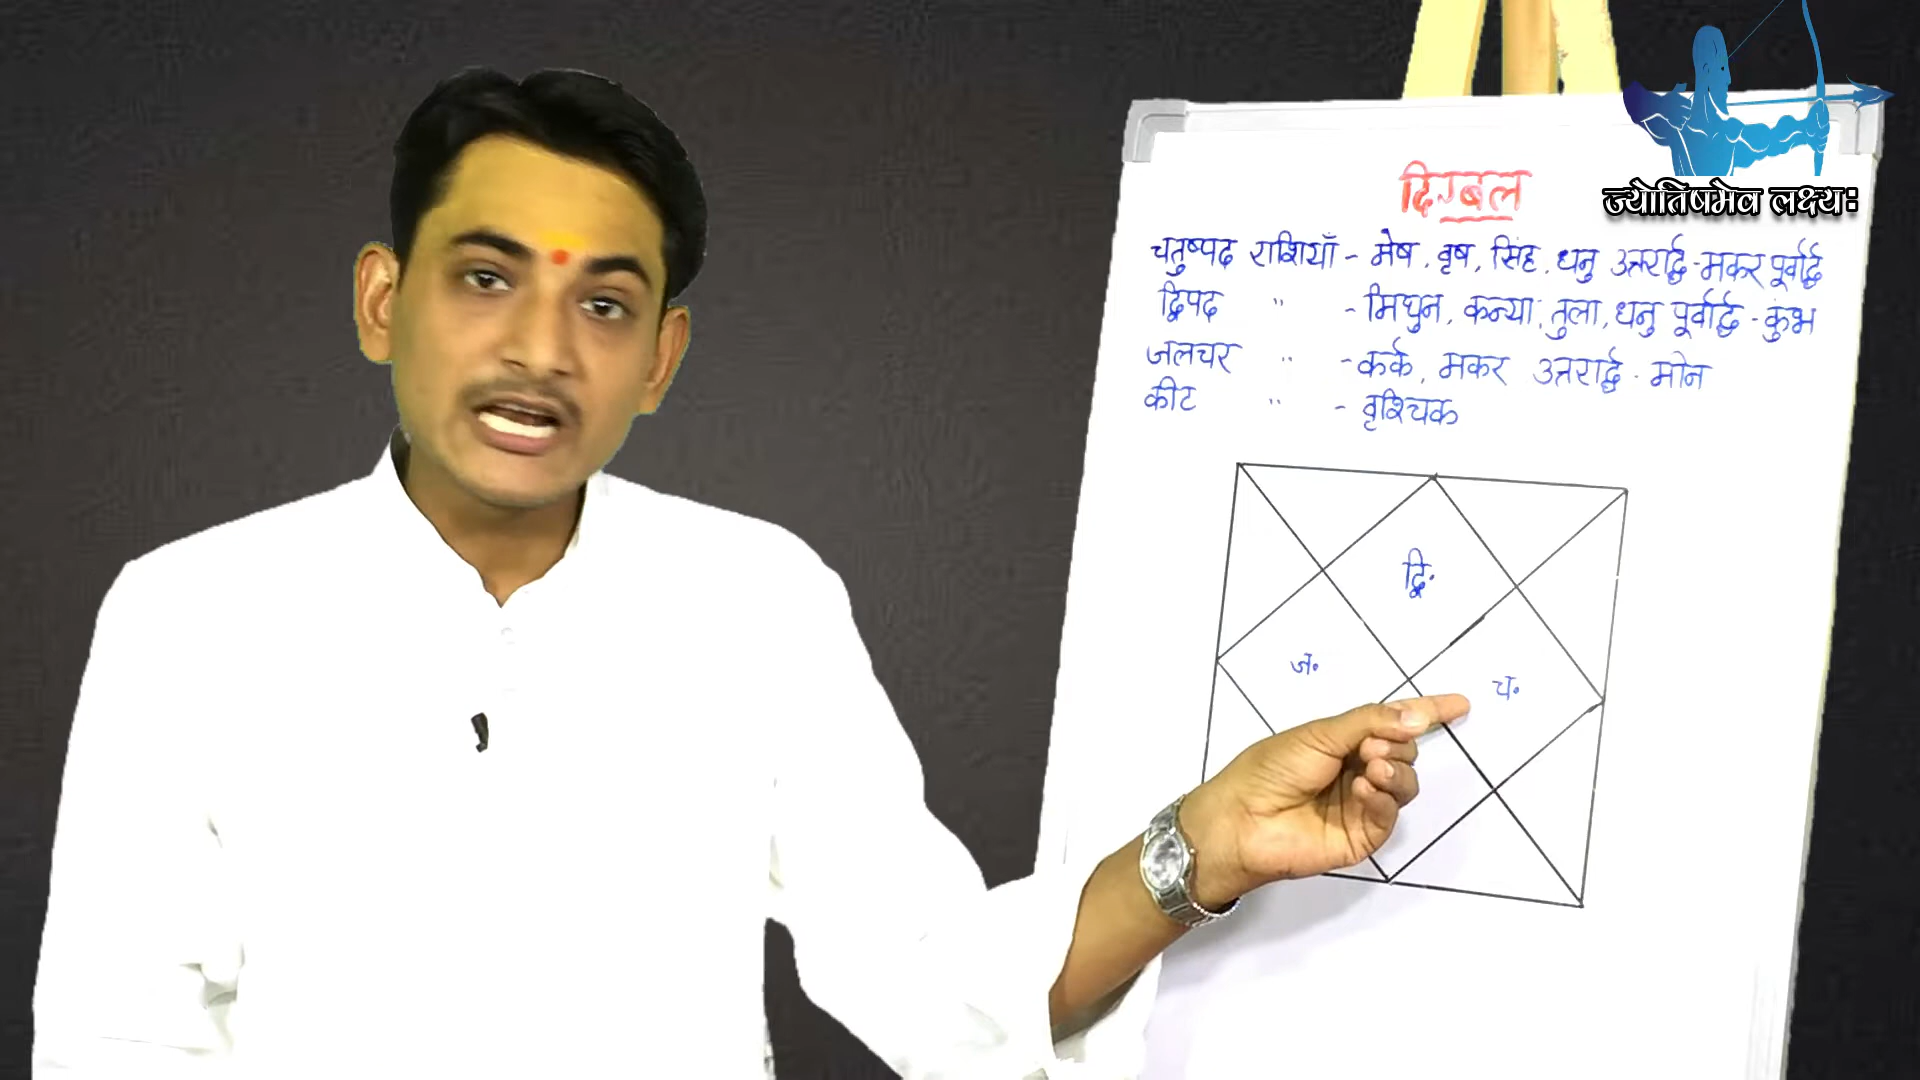 दिग्बल
ज्योतिषमेव लक्ष्यः
चतुष्पद राशियाँ - मेष, वृष, सिंह, धनु उत्तरार्द्ध - मकर पूर्वार्द्ध
द्विपद " - मिथुन, कन्या, तुला, धनु पूर्वार्द्ध - कुंभ
जलचर " - कर्क, मकर उत्तरार्द्ध - मीन
कीट " - वृश्चिक
द्वि.
ज.
च.